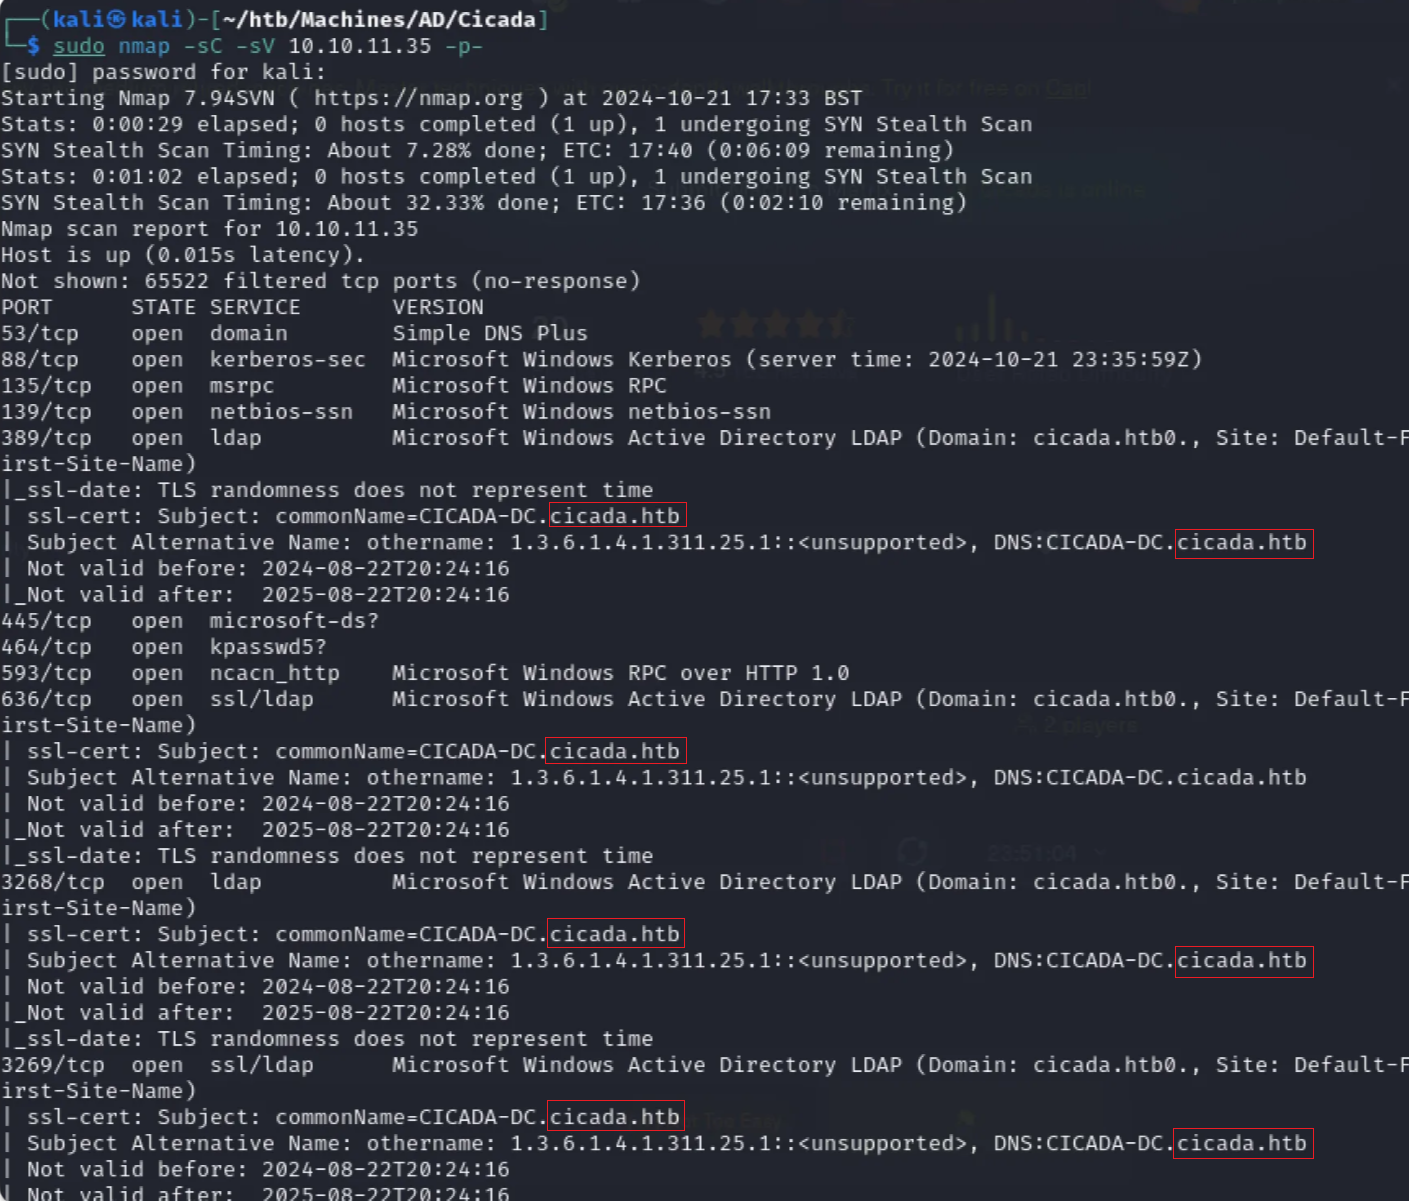 ┌──(kali㉿kali)-[~/htb/Machines/AD/Cicada]
└─$ sudo nmap -sC -sV 10.10.11.35 -p-
[sudo] password for kali:
Starting Nmap 7.94SVN ( https://nmap.org ) at 2024-10-21 17:33 BST
Stats: 0:00:29 elapsed; 0 hosts completed (1 up), 1 undergoing SYN Stealth Scan
SYN Stealth Scan Timing: About 7.28% done; ETC: 17:40 (0:06:09 remaining)
Stats: 0:01:02 elapsed; 0 hosts completed (1 up), 1 undergoing SYN Stealth Scan
SYN Stealth Scan Timing: About 32.33% done; ETC: 17:36 (0:02:10 remaining)
Nmap scan report for 10.10.11.35
Host is up (0.015s latency).
Not shown: 65522 filtered tcp ports (no-response)
PORT     STATE SERVICE       VERSION
53/tcp   open  domain        Simple DNS Plus
88/tcp   open  kerberos-sec  Microsoft Windows Kerberos (server time: 2024-10-21 23:35:59Z)
135/tcp  open  msrpc         Microsoft Windows RPC
139/tcp  open  netbios-ssn   Microsoft Windows netbios-ssn
389/tcp  open  ldap          Microsoft Windows Active Directory LDAP (Domain: cicada.htb0., Site: Default-F
irst-Site-Name)
|_ssl-date: TLS randomness does not represent time
| ssl-cert: Subject: commonName=CICADA-DC.cicada.htb
| Subject Alternative Name: othername: 1.3.6.1.4.1.311.25.1::<unsupported>, DNS:CICADA-DC.cicada.htb
| Not valid before: 2024-08-22T20:24:16
|_Not valid after:  2025-08-22T20:24:16
445/tcp  open  microsoft-ds?
464/tcp  open  kpasswd5?
593/tcp  open  ncacn_http    Microsoft Windows RPC over HTTP 1.0
636/tcp  open  ssl/ldap      Microsoft Windows Active Directory LDAP (Domain: cicada.htb0., Site: Default-F
irst-Site-Name)
| ssl-cert: Subject: commonName=CICADA-DC.cicada.htb
| Subject Alternative Name: othername: 1.3.6.1.4.1.311.25.1::<unsupported>, DNS:CICADA-DC.cicada.htb
| Not valid before: 2024-08-22T20:24:16
|_Not valid after:  2025-08-22T20:24:16
|_ssl-date: TLS randomness does not represent time
3268/tcp open  ldap          Microsoft Windows Active Directory LDAP (Domain: cicada.htb0., Site: Default-F
irst-Site-Name)
| ssl-cert: Subject: commonName=CICADA-DC.cicada.htb
| Subject Alternative Name: othername: 1.3.6.1.4.1.311.25.1::<unsupported>, DNS:CICADA-DC.cicada.htb
| Not valid before: 2024-08-22T20:24:16
|_Not valid after:  2025-08-22T20:24:16
|_ssl-date: TLS randomness does not represent time
3269/tcp open  ssl/ldap      Microsoft Windows Active Directory LDAP (Domain: cicada.htb0., Site: Default-F
irst-Site-Name)
| ssl-cert: Subject: commonName=CICADA-DC.cicada.htb
| Subject Alternative Name: othername: 1.3.6.1.4.1.311.25.1::<unsupported>, DNS:CICADA-DC.cicada.htb
| Not valid before: 2024-08-22T20:24:16
|_Not valid after:  2025-08-22T20:24:16